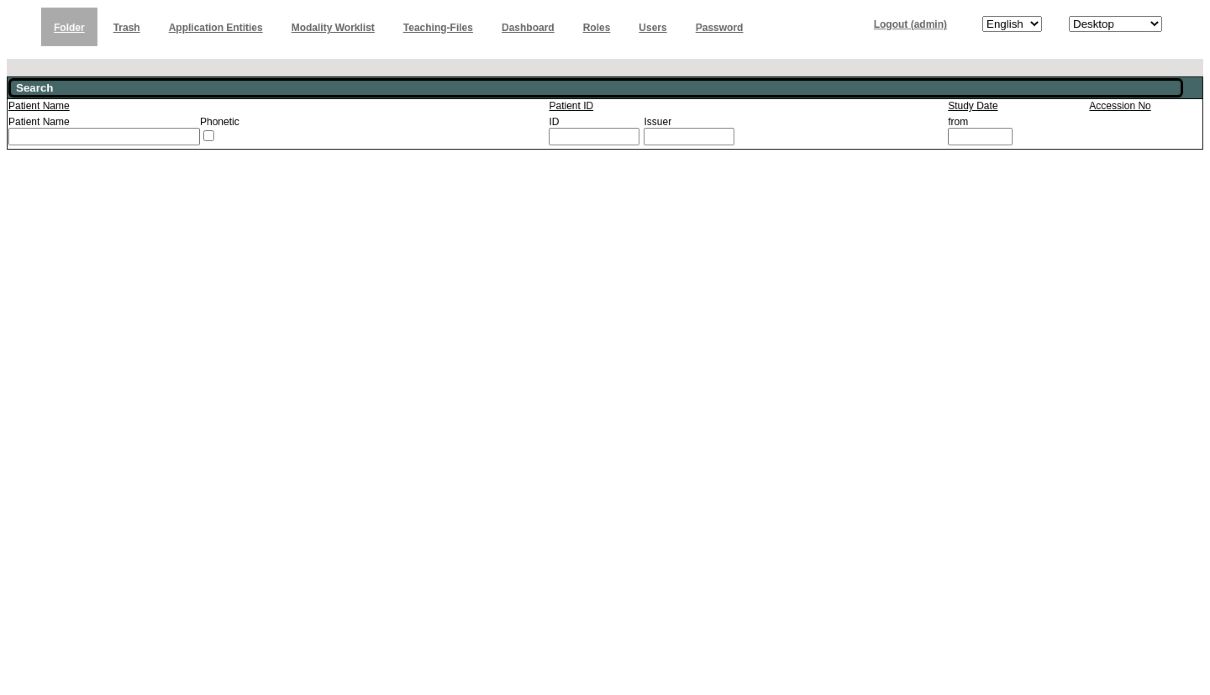 Folder Trash Application Entities Modality Worklist Teaching-Files Dashboard Roles Users Password Logout (admin) English Desktop
Search
Patient Name Patient ID Study Date Accession No
Patient Name Phonetic ID Issuer from